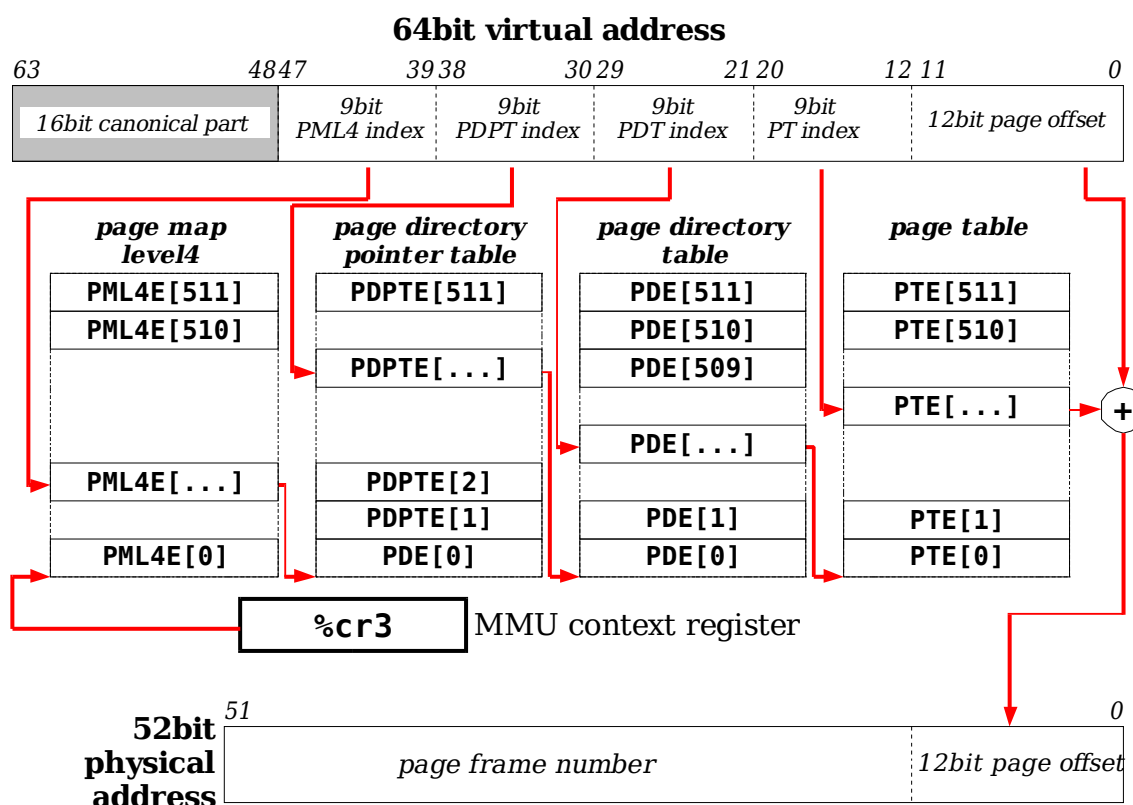 64bit virtual address
63 48 47 39 38 30 29 21 20 12 11 0
16bit canonical part
9bit
PML4 index
9bit
PDPT index
9bit
PDT index
9bit
PT index
12bit page offset
page map
level4
page directory
pointer table
page directory
table
page table
PML4E[511]
PML4E[510]
PML4E[...]
PML4E[0]
PDPTE[511]
PDPTE[...]
PDPTE[2]
PDPTE[1]
PDE[0]
PDE[511]
PDE[510]
PDE[509]
PDE[...]
PDE[1]
PDE[0]
PTE[511]
PTE[510]
PTE[...]
PTE[1]
PTE[0]
+
%cr3
MMU context register
51 0
52bit
physical
address
page frame number
12bit page offset